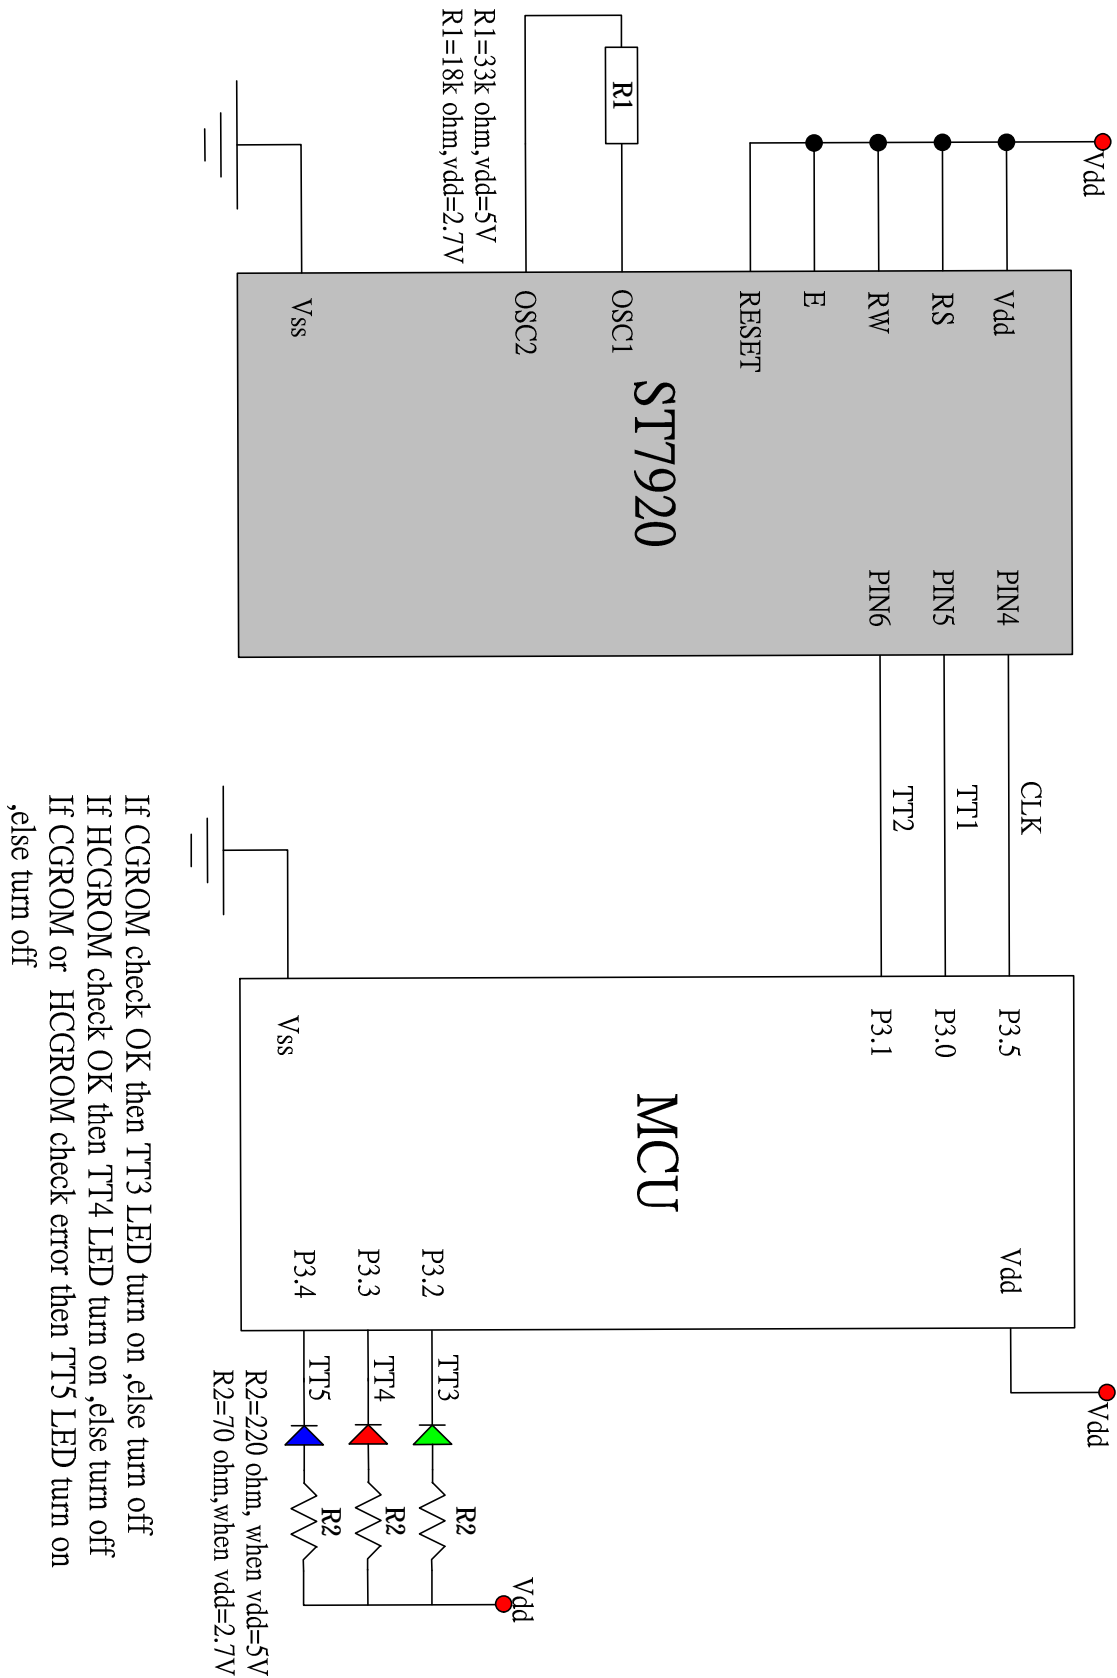 Vdd
Vdd
RS
RW
E
RESET
R1
OSC1
OSC2
R1=33k ohm,vdd=5V
R1=18k ohm,vdd=2.7V
Vss
ST7920
PIN4
PIN5
PIN6
CLK
TT1
TT2
P3.5
P3.0
P3.1
Vss
MCU
Vdd
Vdd
P3.2
P3.3
P3.4
TT3
TT4
TT5
R2
R2
R2
Vdd
R2=220 ohm, when vdd=5V
R2=70 ohm,when vdd=2.7V
If CGROM check OK then TT3 LED turn on ,else turn off
If HCGROM check OK then TT4 LED turn on ,else turn off
If CGROM or HCGROM check error then TT5 LED turn on
,else turn off